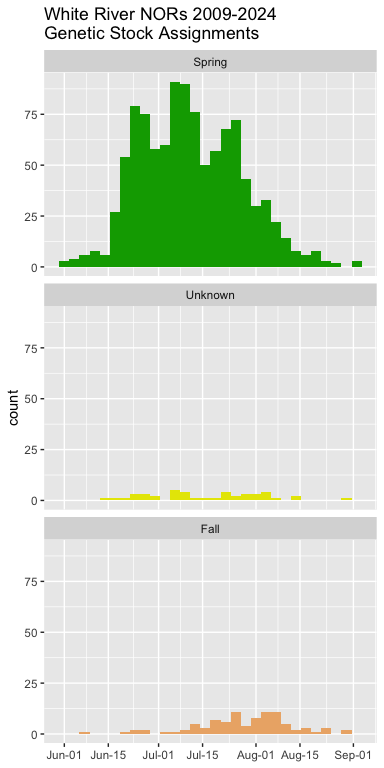 White River NORs 2009-2024
Genetic Stock Assignments
Spring
75
50
25
0
Unknown
75
50
25
0
count
Fall
75
50
25
0
Jun-01 Jun-15 Jul-01 Jul-15 Aug-01 Aug-15 Sep-01